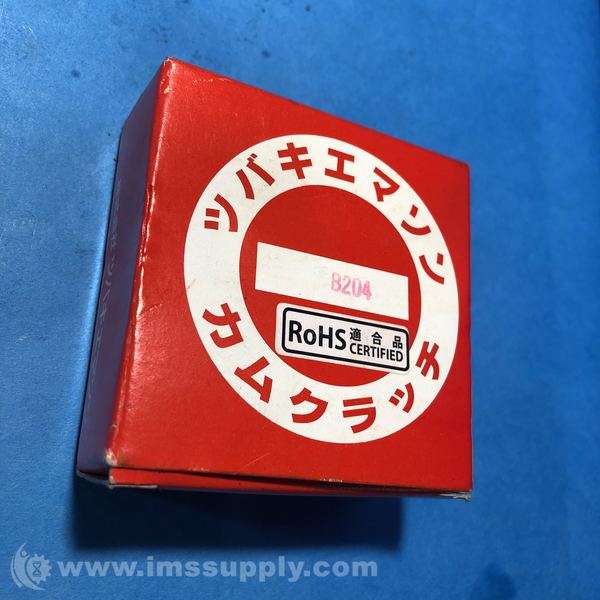 ツバキエマソン
B204
RoHS 適合品
CERTIFIED
カムクラッチ
www.imssupply.com